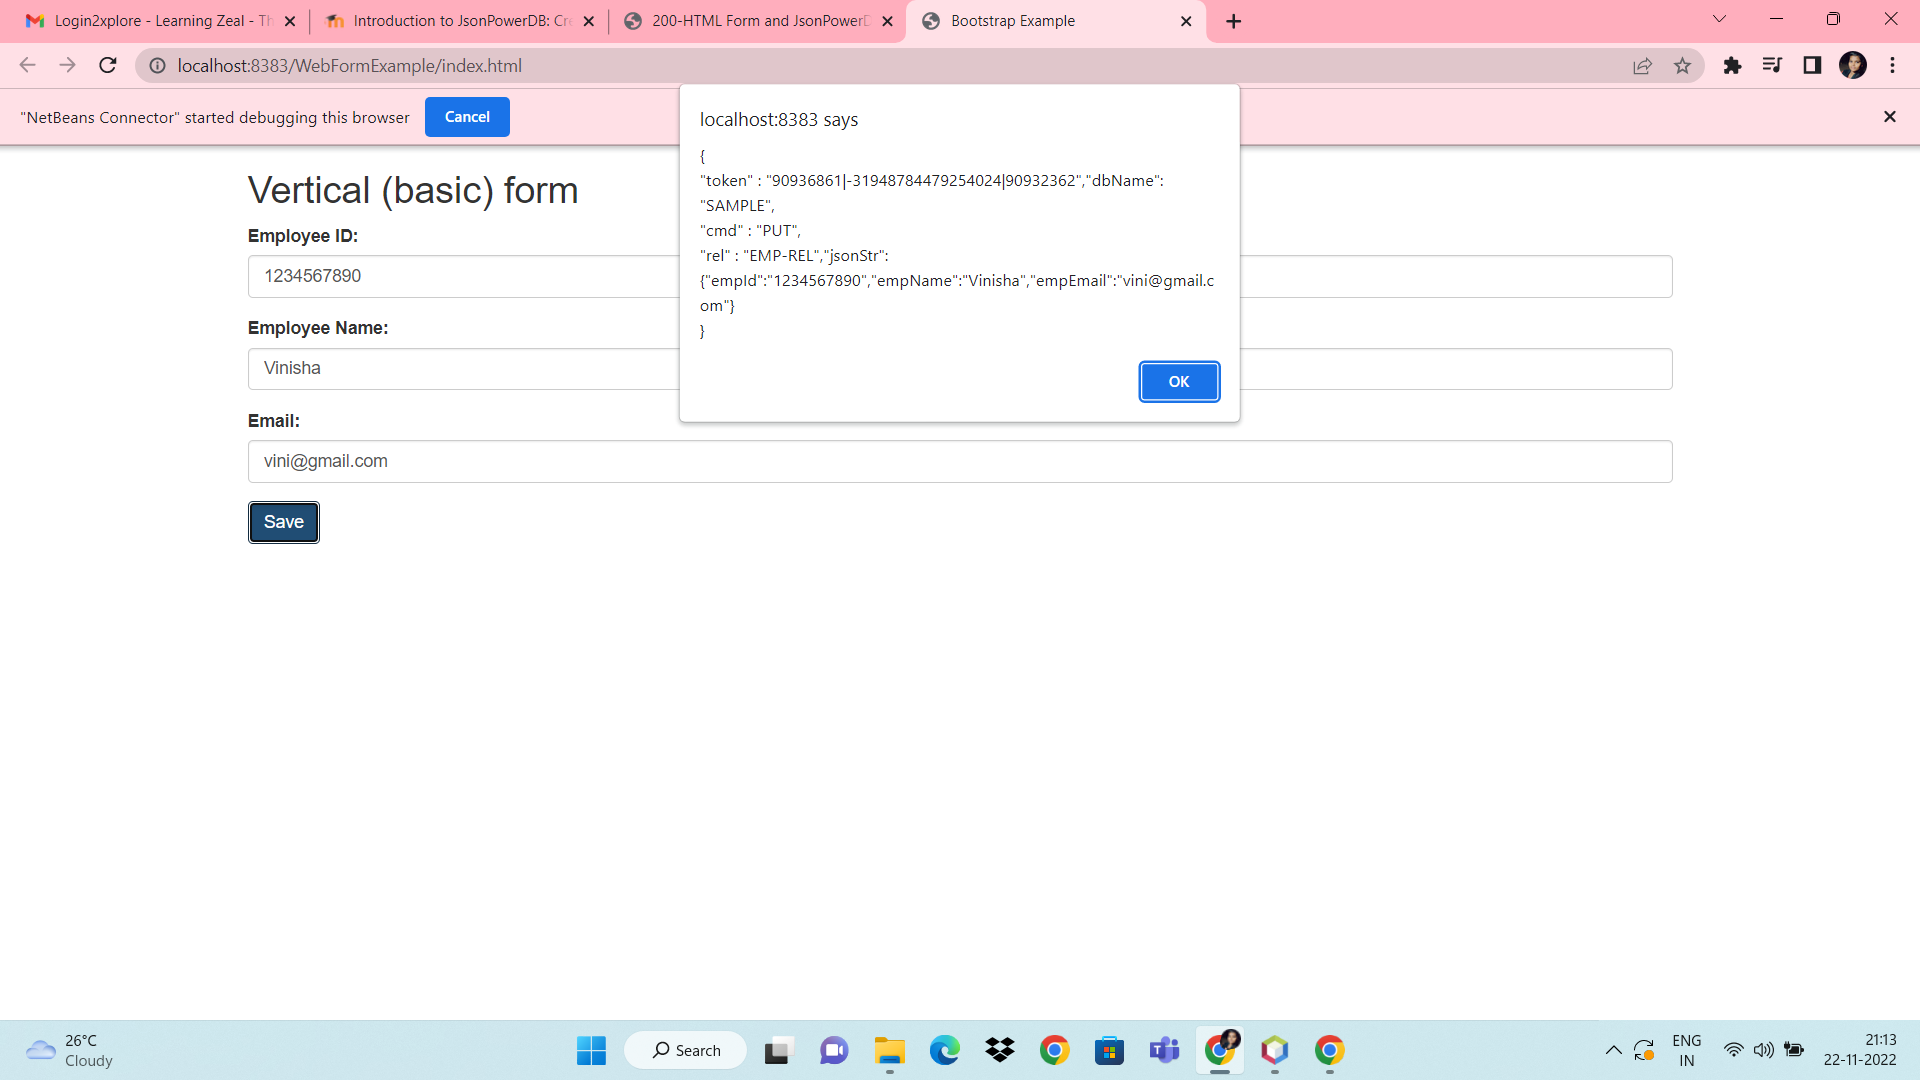 Login2xplore - Learning Zeal - Th
Introduction to JsonPowerDB: Cre
200-HTML Form and JsonPowerD
Bootstrap Example
localhost:8383/WebFormExample/index.html
"NetBeans Connector" started debugging this browser
Cancel
localhost:8383 says
{
"token" : "90936861|-31948784479254024|90932362","dbName":
"SAMPLE",
"cmd" : "PUT",
"rel" : "EMP-REL","jsonStr":
{"empId":"1234567890","empName":"Vinisha","empEmail":"vini@gmail.c
om"}
}
OK
Vertical (basic) form
Employee ID:
1234567890
Employee Name:
Vinisha
Email:
vini@gmail.com
Save
26°C
Cloudy
Search
ENG
IN
21:13
22-11-2022